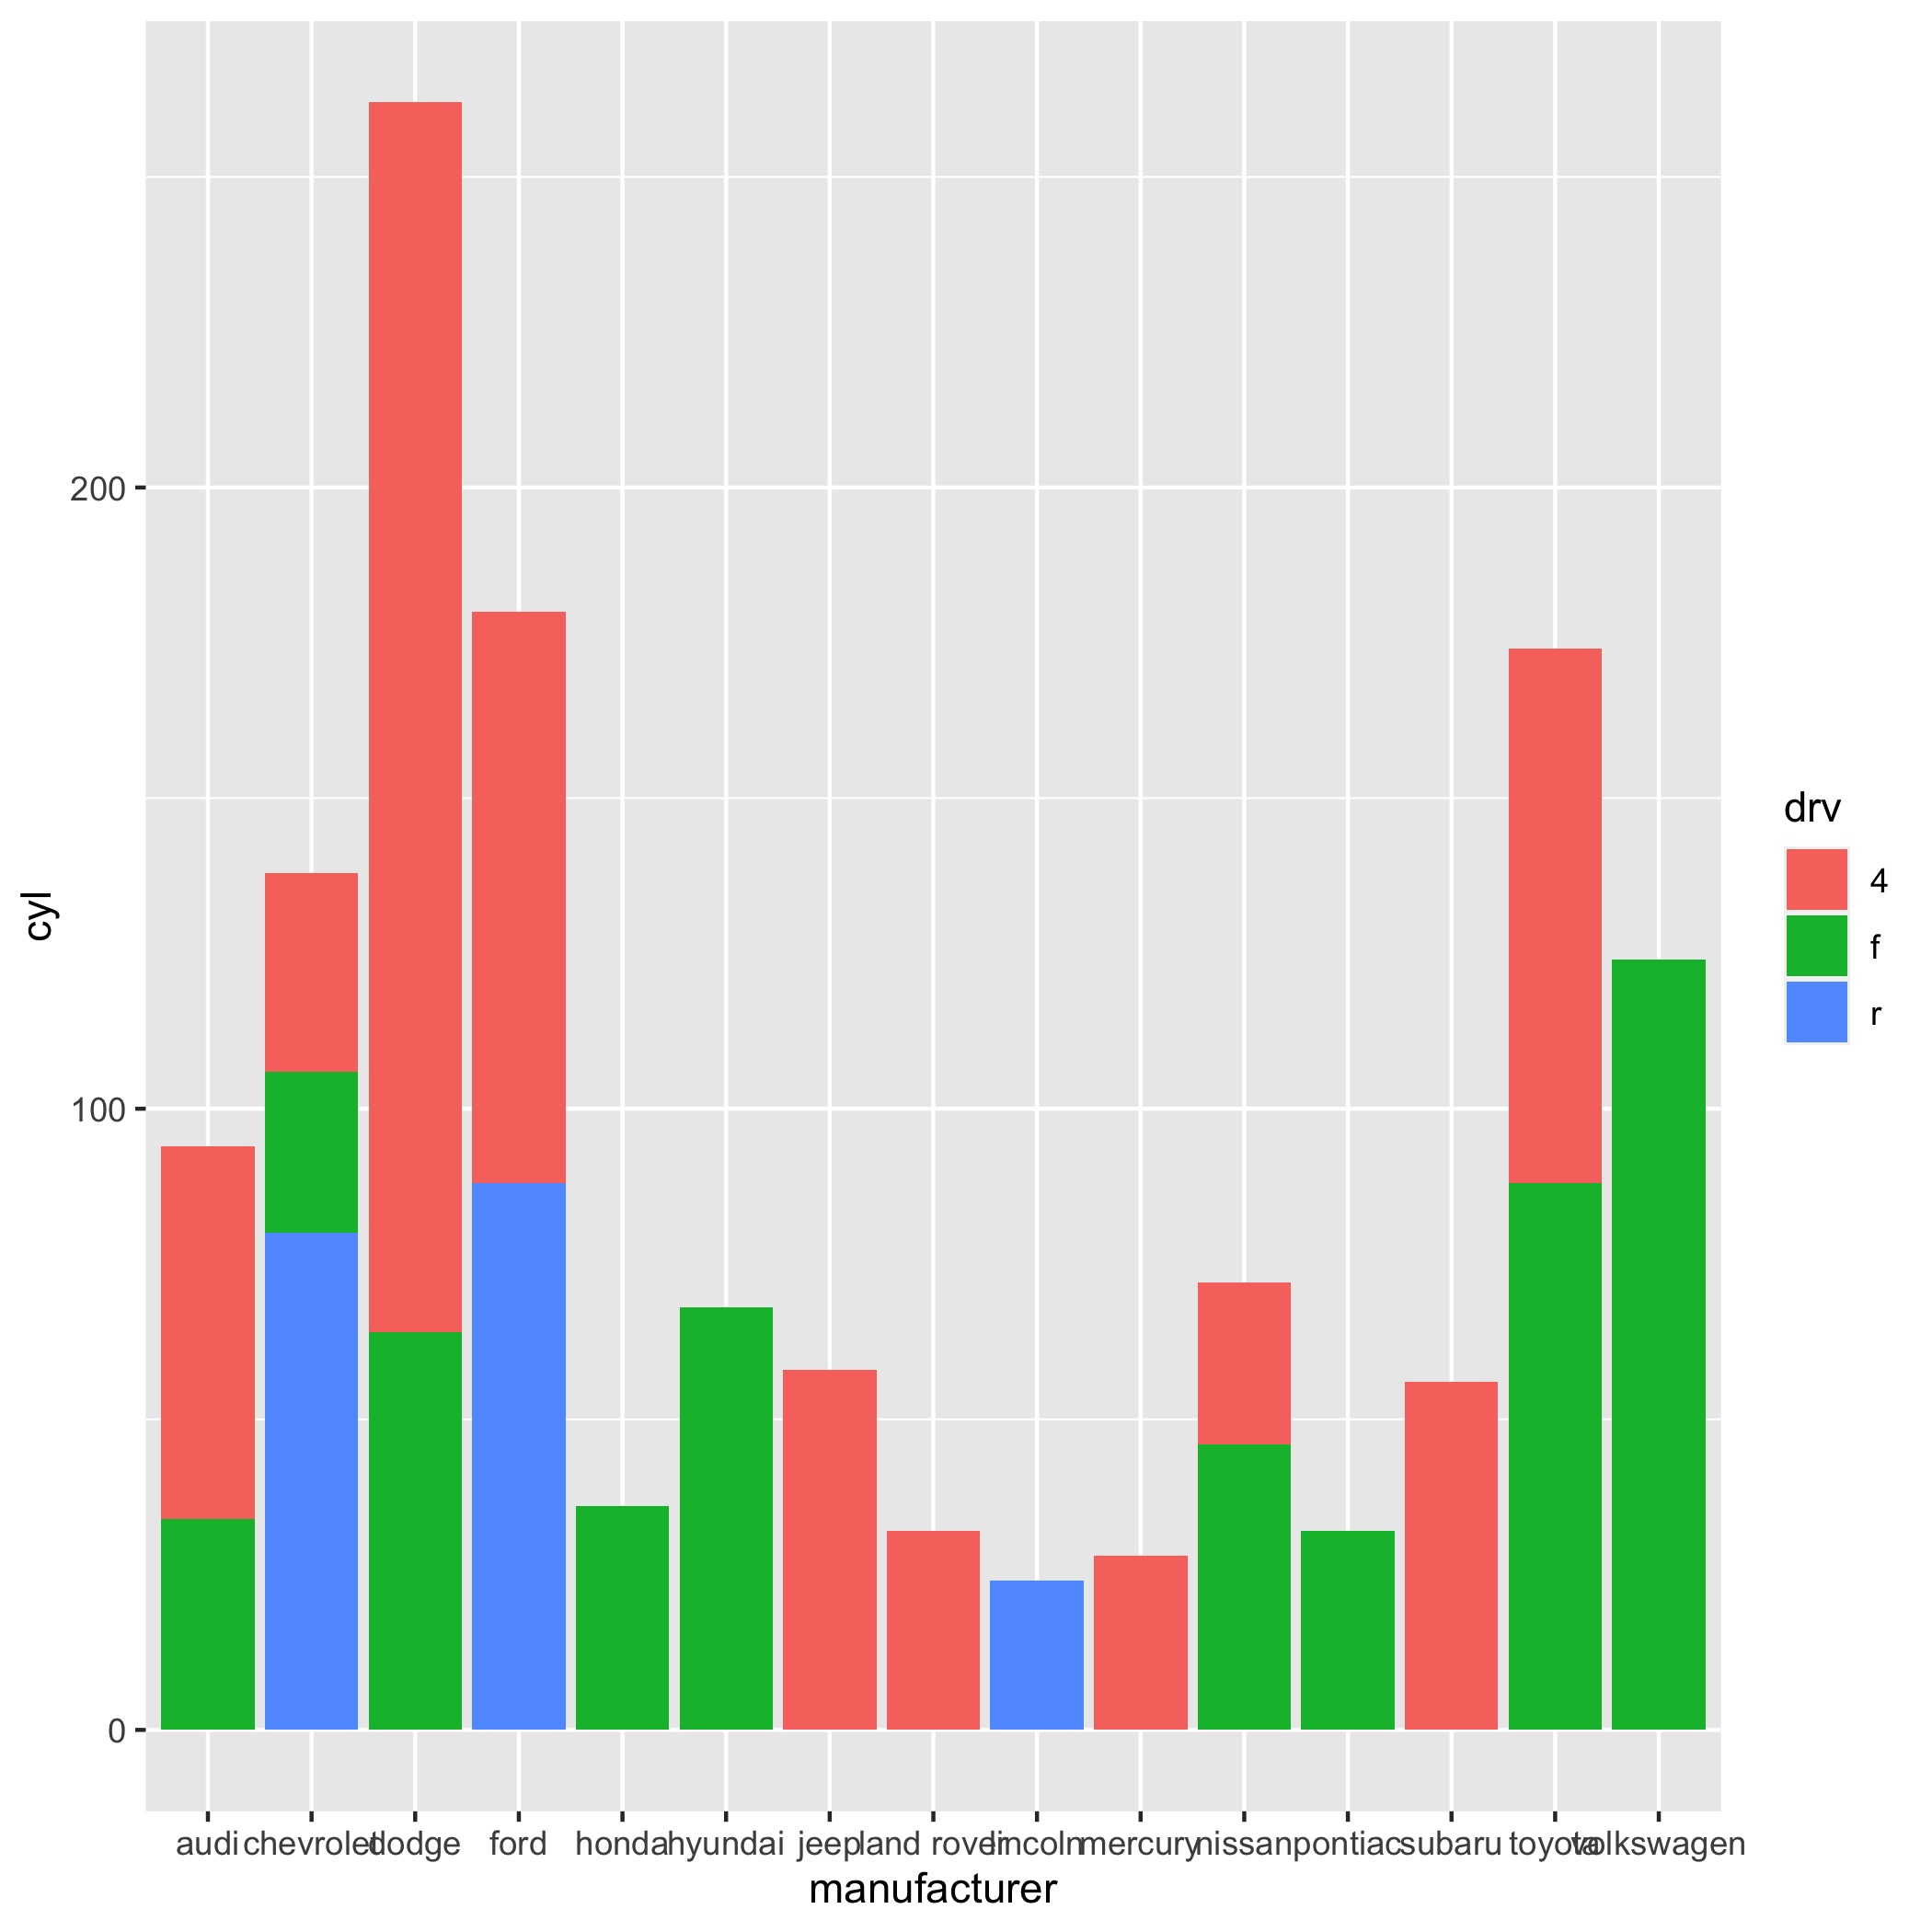 200
100
0
cyl
audi chevrolet dodge ford honda hyundai jeep land rover lincoln mercury nissan pontiac subaru toyota volkswagen
manufacturer
drv
4
f
r